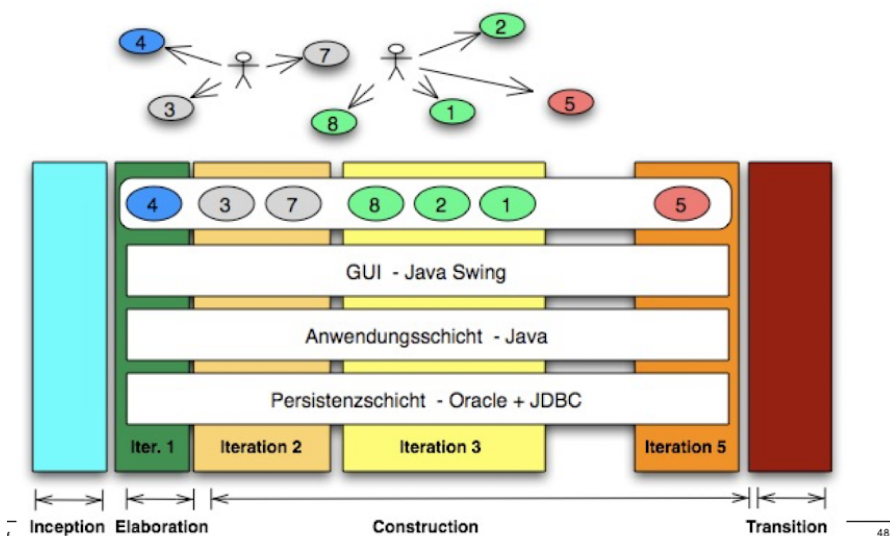 4
7
2
3
8
1
5
4 3 7 8 2 1 5
GUI - Java Swing
Anwendungsschicht - Java
Persistenzschicht - Oracle + JDBC
Iter. 1 Iteration 2 Iteration 3 Iteration 5
Inception Elaboration Construction Transition
48